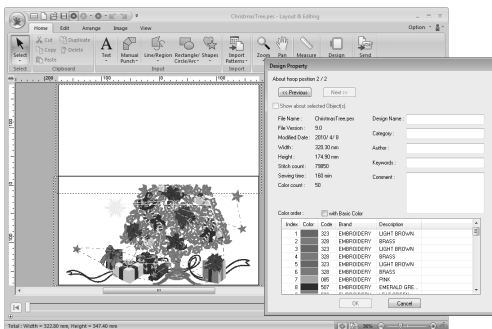 ChristmasTree.pex - Layout & Editing
Home Edit Arrange Image View
Option
Select
Cut
Duplicate
Copy
Delete
Paste
Text
Manual Punch
Line/Region
Rectangle/ Circle/Arc
Shapes
Import Patterns
Zoom
Pan
Measure
Design
Send
Select Clipboard Input Import
Design Property
About hoop position 2 / 2
<< Previous Next >>
Show about selected Object(s)
File Name : ChristmasTree.pex
File Version : 9.0
Modified Date : 2010/ 4/ 8
Width : 328.30 mm
Height : 174.90 mm
Stitch count : 79850
Sewing time : 160 min
Color count : 50
Design Name :
Category :
Author :
Keywords :
Comment :
Color order : with Basic Color
Index Color Code Brand Description
1 323 EMBROIDERY LIGHT BROWN
2 328 EMBROIDERY BRASS
3 323 EMBROIDERY LIGHT BROWN
4 328 EMBROIDERY BRASS
5 323 EMBROIDERY LIGHT BROWN
6 328 EMBROIDERY BRASS
7 085 EMBROIDERY PINK
8 507 EMBROIDERY EMERALD GRE...
OK Cancel
Total : Width = 322.80 mm, Height = 347.40 mm